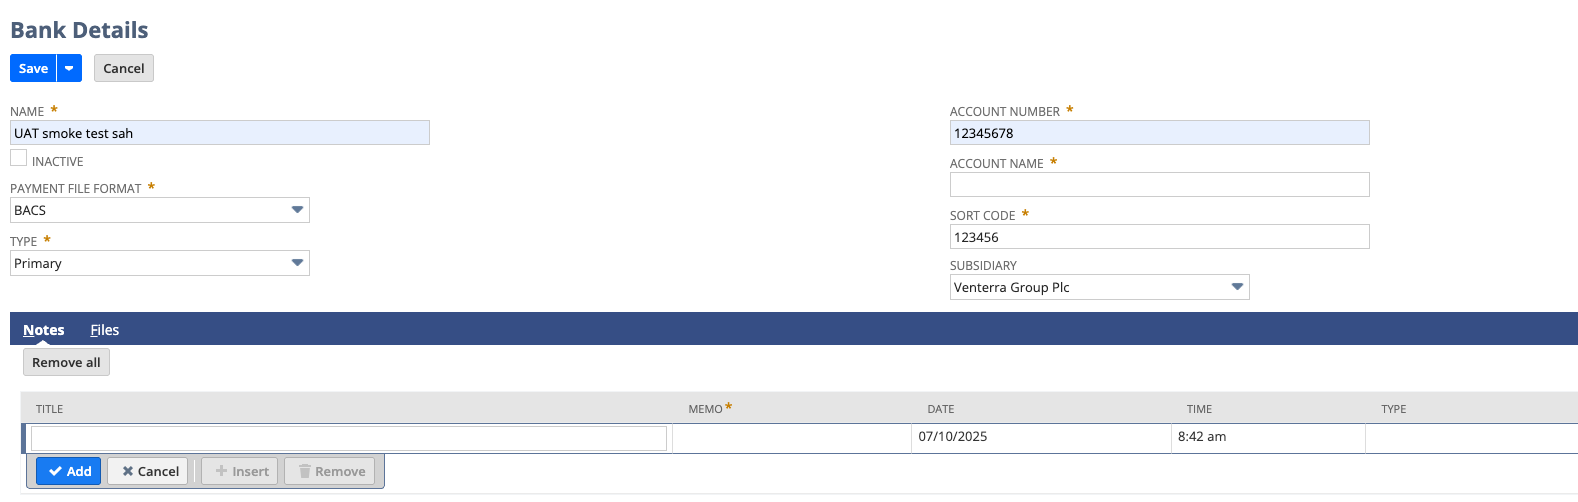 Bank Details
Save Cancel
NAME *
UAT smoke test sah
INACTIVE
PAYMENT FILE FORMAT *
BACS
TYPE *
Primary
ACCOUNT NUMBER *
12345678
ACCOUNT NAME *
SORT CODE *
123456
SUBSIDIARY
Venterra Group Plc
Notes Files
Remove all
TITLE MEMO * DATE TIME TYPE
07/10/2025 8:42 am
Add Cancel Insert Remove